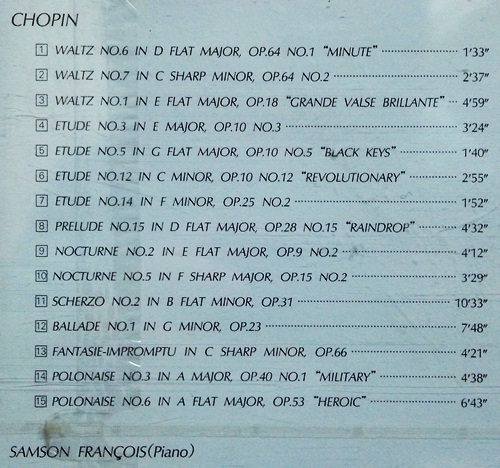 CHOPIN
1 WALTZ NO.6 IN D FLAT MAJOR, OP.64 NO.1 "MINUTE" 1'33"
2 WALTZ NO.7 IN C SHARP MINOR, OP.64 NO.2 2'37"
3 WALTZ NO.1 IN E FLAT MAJOR, OP.18 "GRANDE VALSE BRILLANTE" 4'59"
4 ETUDE NO.3 IN E MAJOR, OP.10 NO.3 3'24"
5 ETUDE NO.5 IN G FLAT MAJOR, OP.10 NO.5 "BLACK KEYS" 1'40"
6 ETUDE NO.12 IN C MINOR, OP.10 NO.12 "REVOLUTIONARY" 2'55"
7 ETUDE NO.14 IN F MINOR, OP.25 NO.2 1'52"
8 PRELUDE NO.15 IN D FLAT MAJOR, OP.28 NO.15 "RAINDROP" 4'32"
9 NOCTURNE NO.2 IN E FLAT MAJOR, OP.9 NO.2 4'12"
10 NOCTURNE NO.5 IN F SHARP MAJOR, OP.15 NO.2 3'29"
11 SCHERZO NO.2 IN B FLAT MINOR, OP.31 10'33"
12 BALLADE NO.1 IN G MINOR, OP.23 7'48"
13 FANTASIE-IMPROMPTU IN C SHARP MINOR, OP.66 4'21"
14 POLONAISE NO.3 IN A MAJOR, OP.40 NO.1 "MILITARY" 4'38"
15 POLONAISE NO.6 IN A FLAT MAJOR, OP.53 "HEROIC" 6'43"
SAMSON FRANÇOIS(Piano)